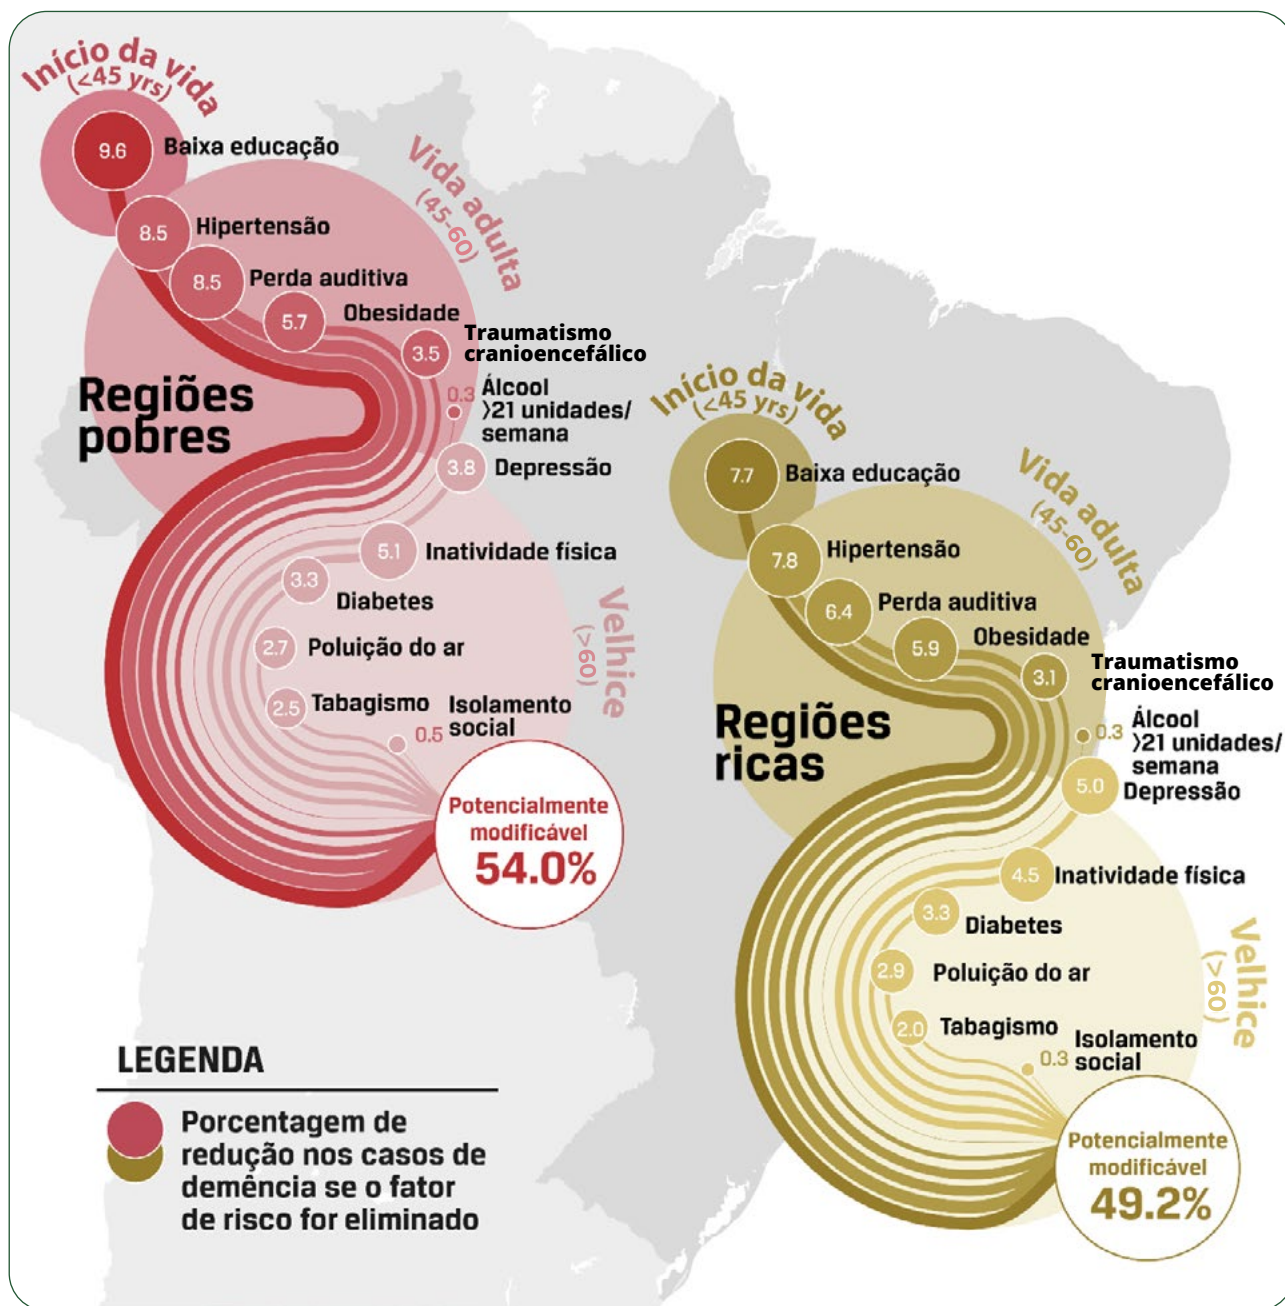 Início da vida
(<45 yrs)
9.6
Baixa educação
Vida adulta
(45-60)
8.5
Hipertensão
8.5
Perda auditiva
5.7
Obesidade
3.5
Traumatismo
cranioencefálico
0.3
Álcool
>21 unidades/
semana
Regiões
pobres
3.8
Depressão
5.1
Inatividade física
3.3
Diabetes
Velhice
(>60)
2.7
Poluição do ar
2.5
Tabagismo
0.5
Isolamento
social
Potencialmente
modificável
54.0%
Início da vida
(<45 yrs)
7.7
Baixa educação
Vida adulta
(45-60)
7.8
Hipertensão
6.4
Perda auditiva
5.9
Obesidade
3.1
Traumatismo
cranioencefálico
0.3
Álcool
>21 unidades/
semana
Regiões
ricas
5.0
Depressão
4.5
Inatividade física
3.3
Diabetes
Velhice
(>60)
2.9
Poluição do ar
2.0
Tabagismo
0.3
Isolamento
social
Potencialmente
modificável
49.2%
LEGENDA
Porcentagem de
redução nos casos de
demência se o fator
de risco for eliminado